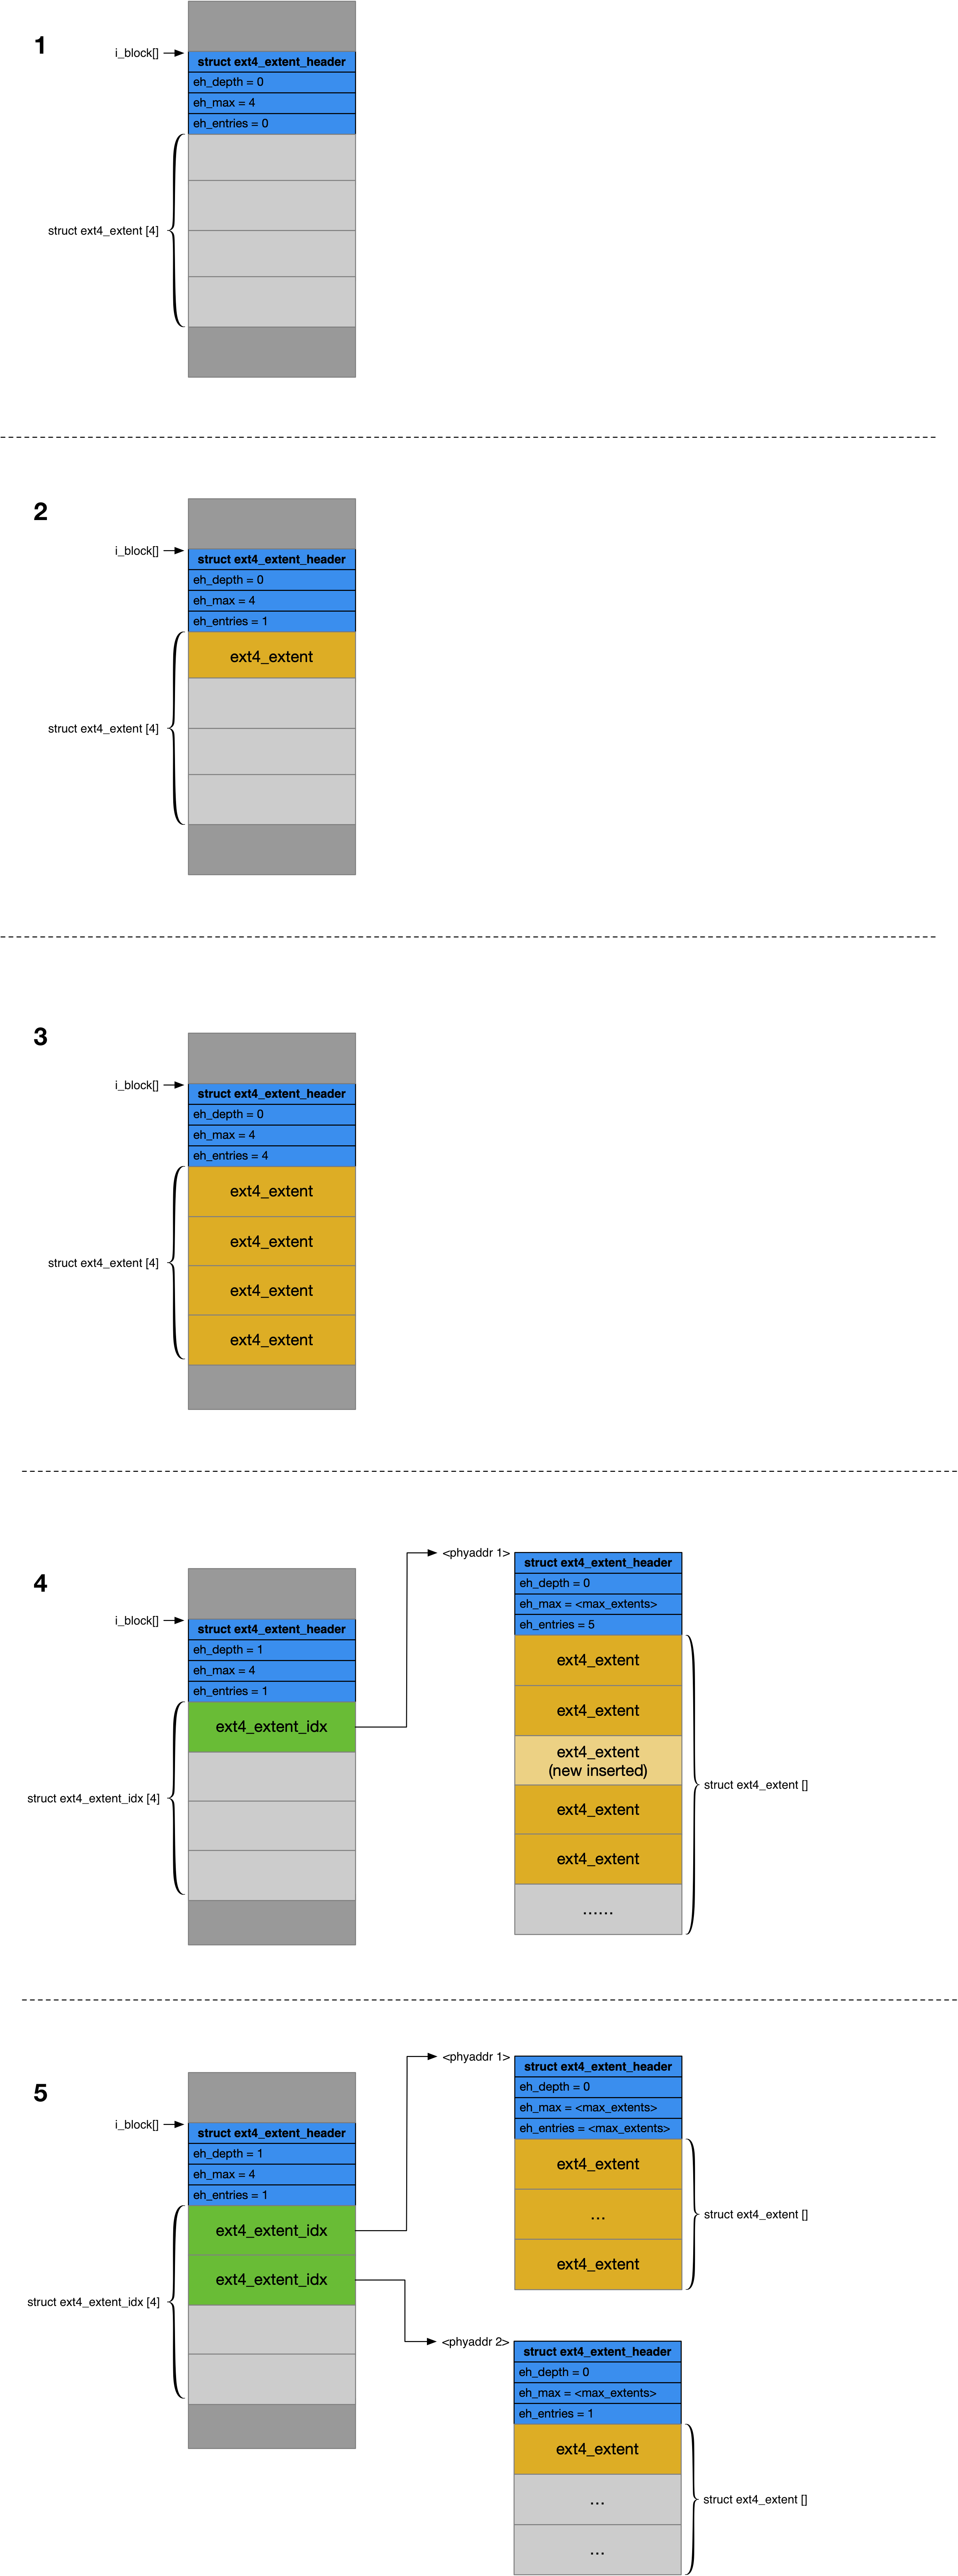 1
i_block[]
struct ext4_extent_header
eh_depth = 0
eh_max = 4
eh_entries = 0
struct ext4_extent [4]
2
i_block[]
struct ext4_extent_header
eh_depth = 0
eh_max = 4
eh_entries = 1
ext4_extent
struct ext4_extent [4]
3
i_block[]
struct ext4_extent_header
eh_depth = 0
eh_max = 4
eh_entries = 4
ext4_extent
ext4_extent
struct ext4_extent [4]
ext4_extent
ext4_extent
4
i_block[]
struct ext4_extent_header
eh_depth = 1
eh_max = 4
eh_entries = 1
ext4_extent_idx
struct ext4_extent_idx [4]
<phyaddr 1>
struct ext4_extent_header
eh_depth = 0
eh_max = <max_extents>
eh_entries = 5
ext4_extent
ext4_extent
ext4_extent
(new inserted)
struct ext4_extent []
ext4_extent
ext4_extent
......
5
i_block[]
struct ext4_extent_header
eh_depth = 1
eh_max = 4
eh_entries = 1
ext4_extent_idx
ext4_extent_idx
struct ext4_extent_idx [4]
<phyaddr 1>
struct ext4_extent_header
eh_depth = 0
eh_max = <max_extents>
eh_entries = <max_extents>
ext4_extent
...
struct ext4_extent []
ext4_extent
<phyaddr 2>
struct ext4_extent_header
eh_depth = 0
eh_max = <max_extents>
eh_entries = 1
ext4_extent
...
struct ext4_extent []
...